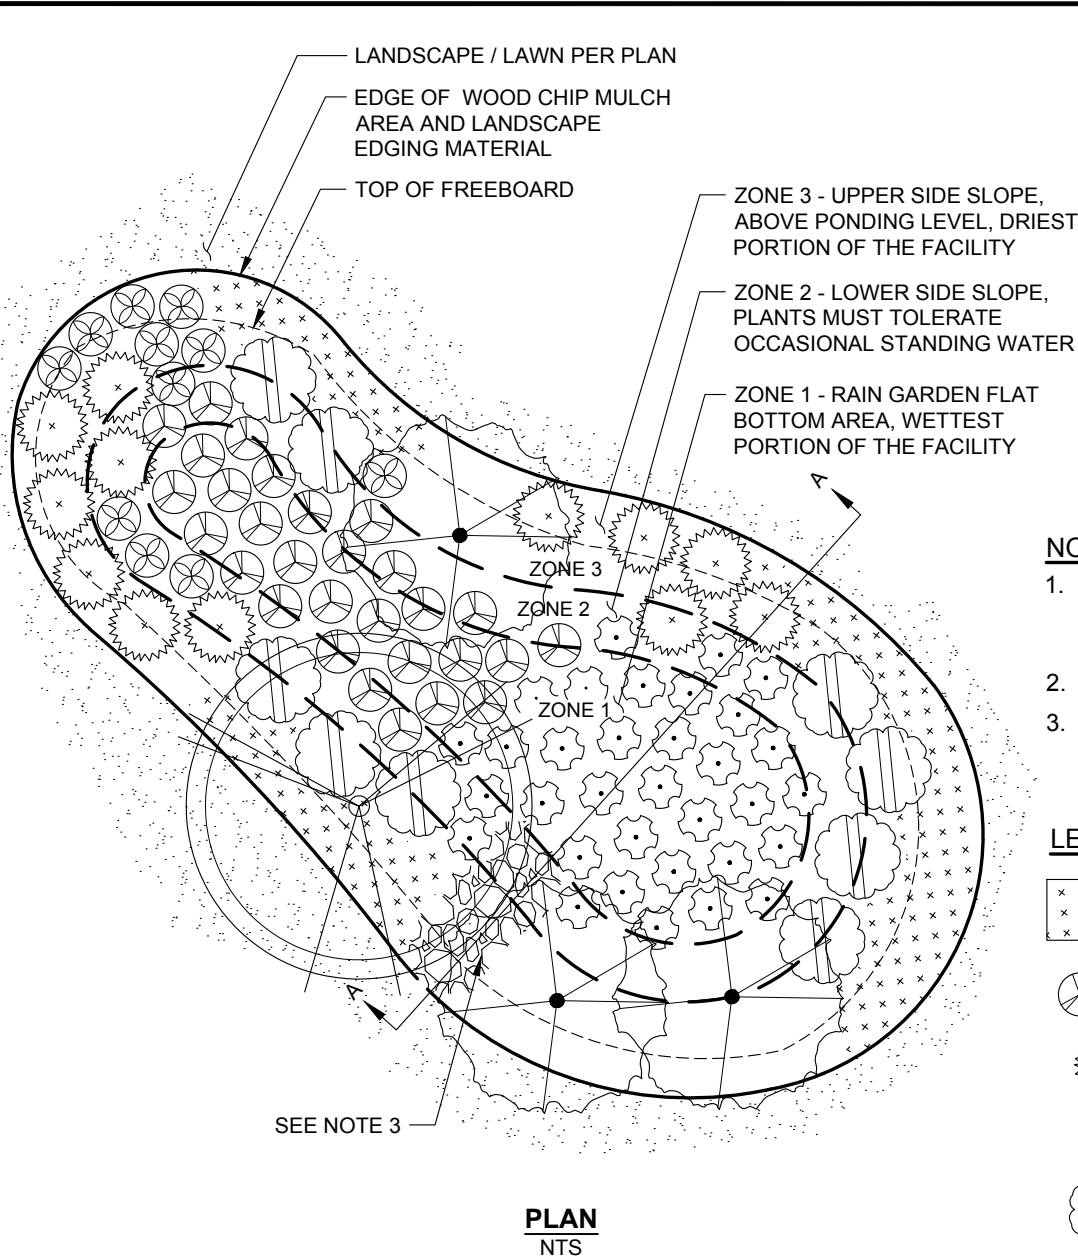 LANDSCAPE / LAWN PER PLAN
EDGE OF WOOD CHIP MULCH
AREA AND LANDSCAPE
EDGING MATERIAL
TOP OF FREEBOARD
ZONE 3 - UPPER SIDE SLOPE,
ABOVE PONDING LEVEL, DRIEST
PORTION OF THE FACILITY
ZONE 2 - LOWER SIDE SLOPE,
PLANTS MUST TOLERATE
OCCASIONAL STANDING WATER
ZONE 1 - RAIN GARDEN FLAT
BOTTOM AREA, WETTEST
PORTION OF THE FACILITY
A
NO
1.
ZONE 3
ZONE 2
2.
ZONE 1
3.
LE
A
SEE NOTE 3
PLAN
NTS